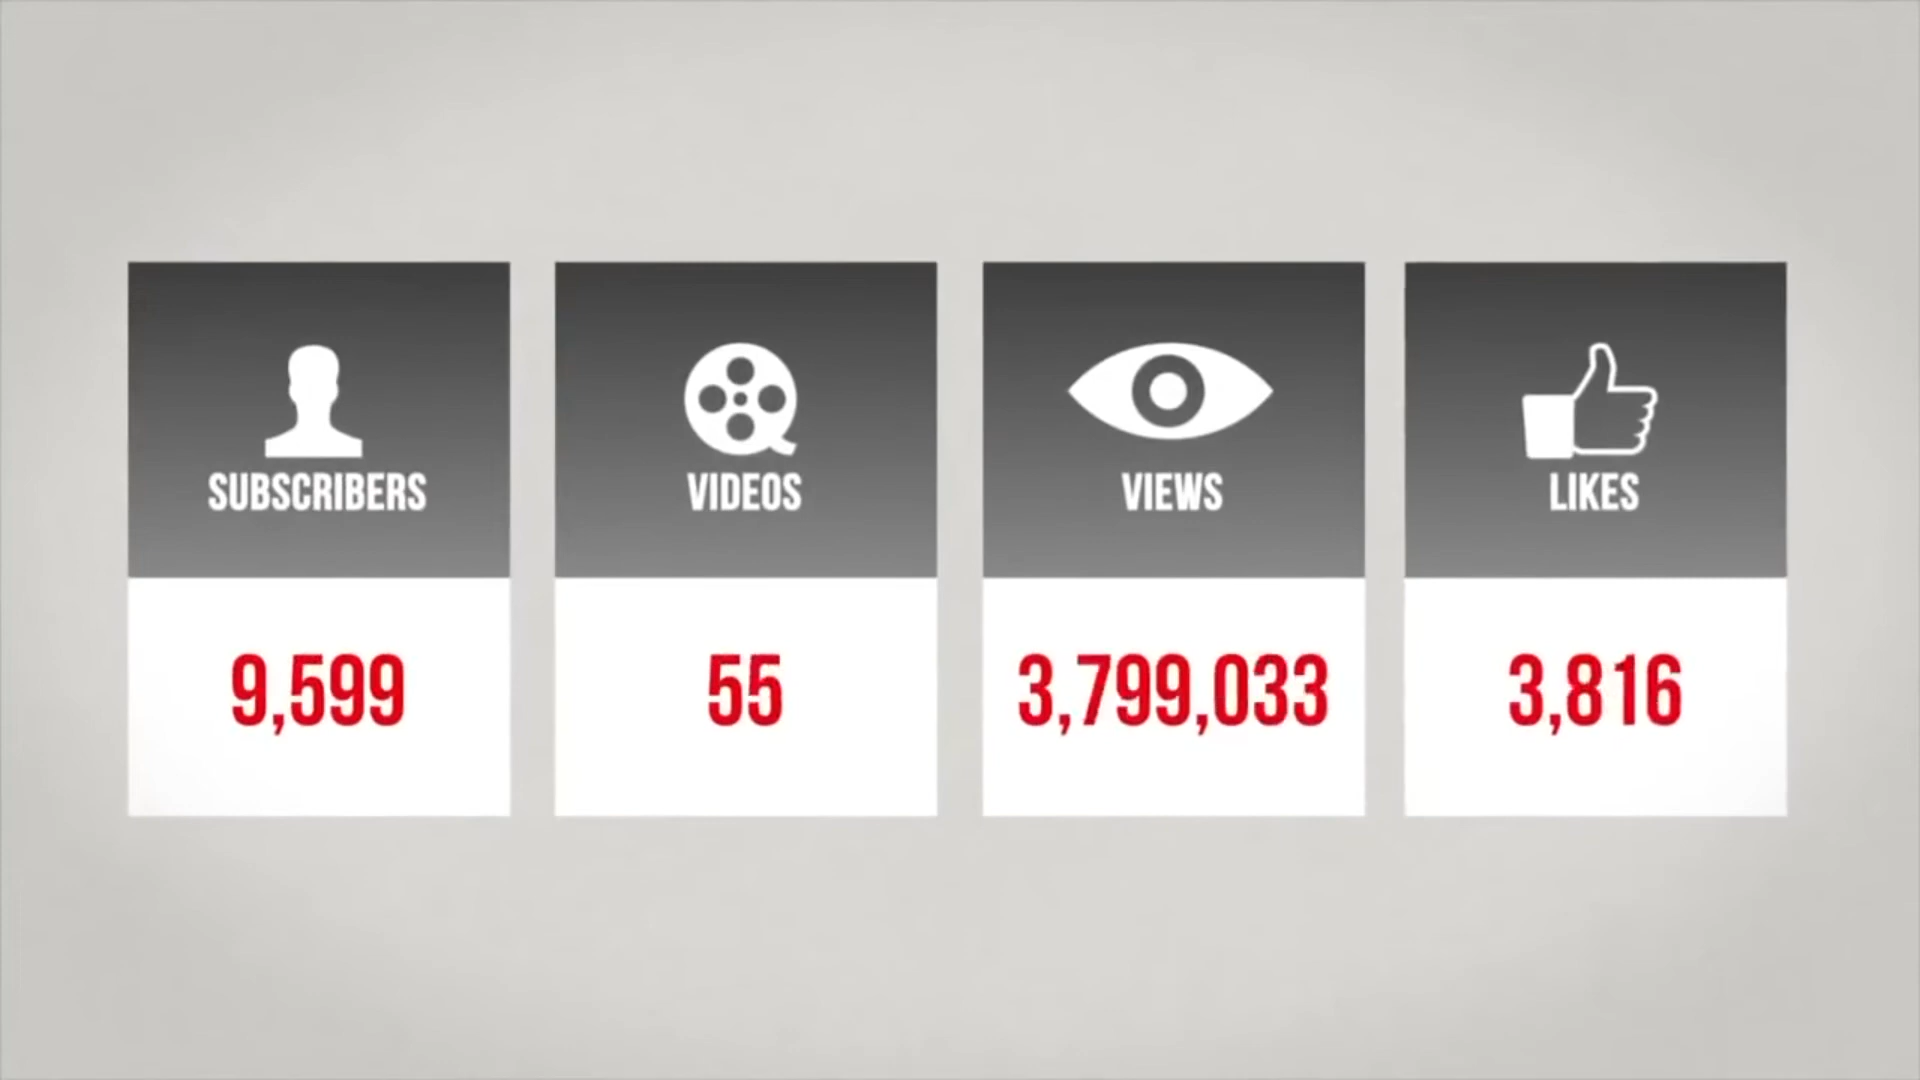 SUBSCRIBERS
9,599
VIDEOS
55
VIEWS
3,799,033
LIKES
3,816